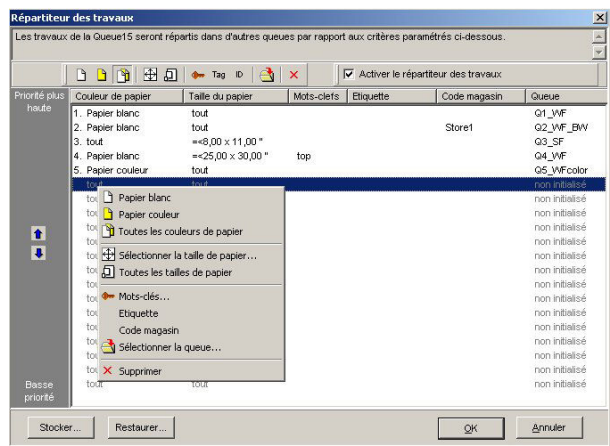 Répartiteur des travaux
Les travaux de la Queue15 seront répartis dans d'autres queues par rapport aux critères paramétrés ci-dessous.
Tag ID Activer le répartiteur des travaux
Priorité plus haute
Couleur de papier Taille du papier Mots-clefs Etiquette Code magasin Queue
1. Papier blanc tout Q1_WF
2. Papier blanc tout Store1 Q2_WF_BW
3. tout =<8,00 x 11,00 " Q3_SF
4. Papier blanc =<25,00 x 30,00 " top Q4_WF
5. Papier couleur tout Q5_WFcolor
tout tout non initialisé
Papier blanc non initialisé
Papier couleur non initialisé
Toutes les couleurs de papier non initialisé
non initialisé
Sélectionner la taille de papier... non initialisé
Toutes les tailles de papier non initialisé
non initialisé
Mots-clés... non initialisé
Etiquette non initialisé
Code magasin non initialisé
Sélectionner la queue... non initialisé
non initialisé
Supprimer non initialisé
tout tout non initialisé
Basse priorité
Stocker... Restaurer... OK Annuler